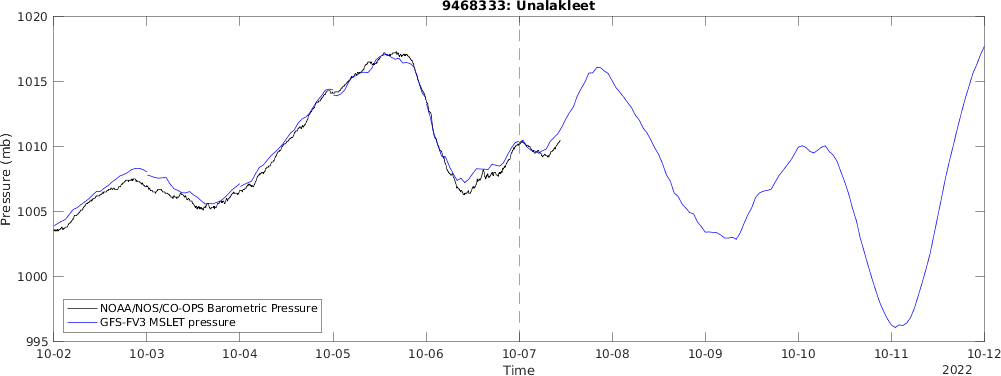 9468333: Unalakleet
Pressure (mb)
1020
1015
1010
1005
1000
995
NOAA/NOS/CO-OPS Barometric Pressure
GFS-FV3 MSLET pressure
10-02 10-03 10-04 10-05 10-06 10-07 10-08 10-09 10-10 10-11 10-12
Time
2022